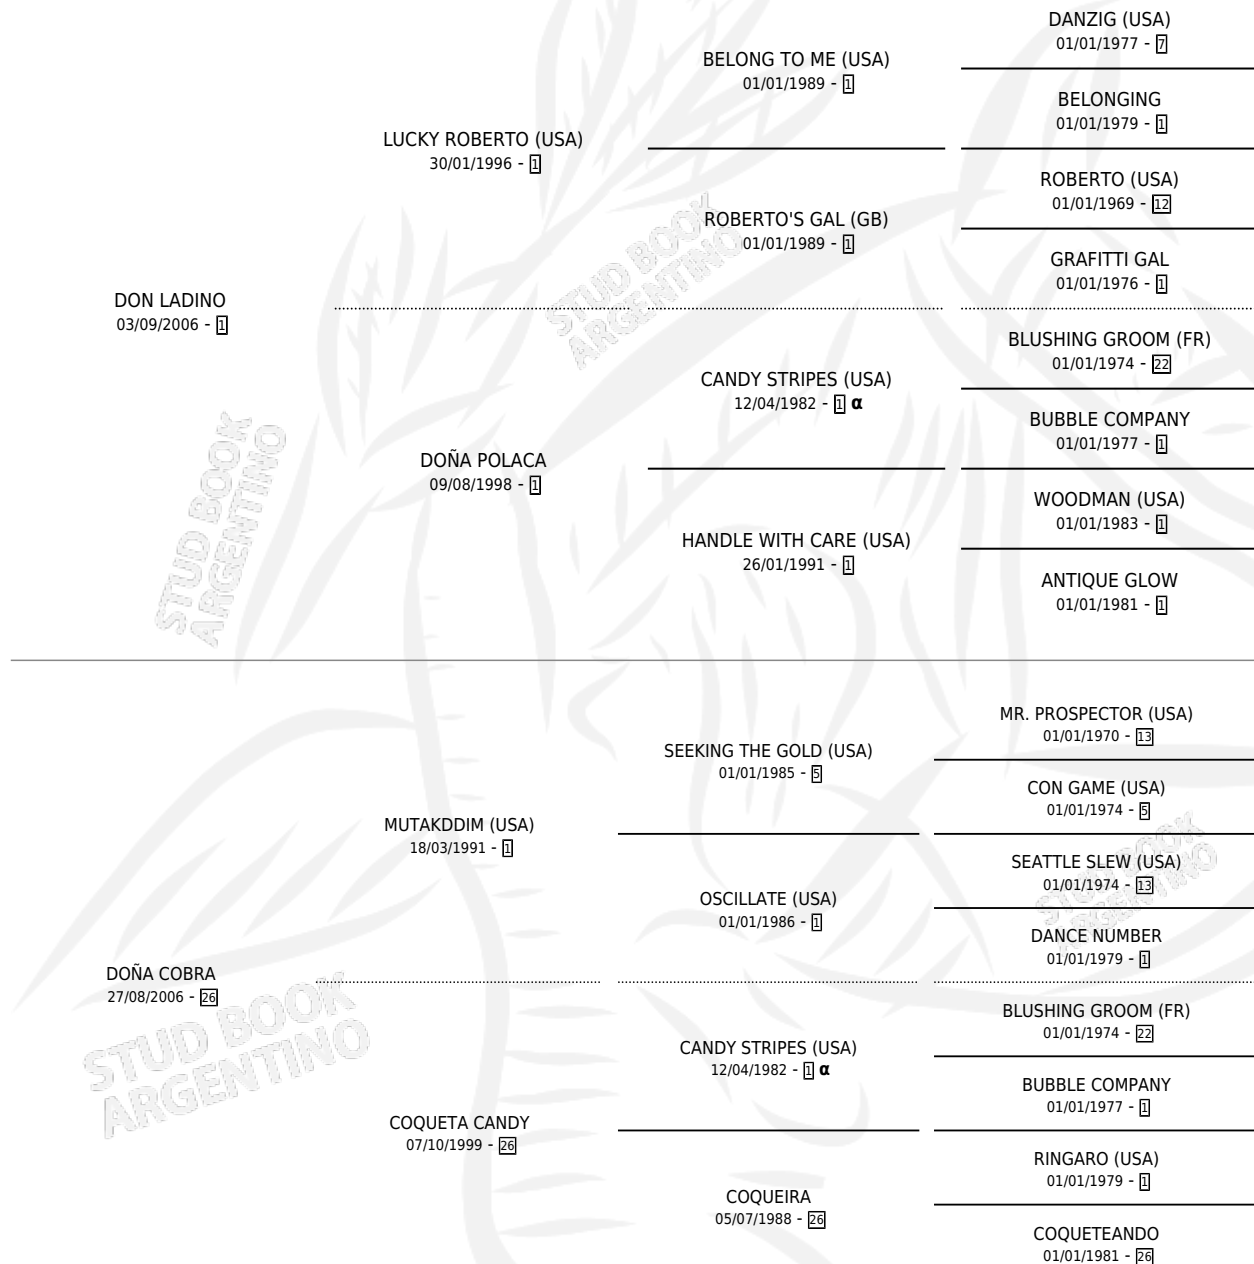 DANZIG (USA)
01/01/1977 - 7
BELONG TO ME (USA)
01/01/1989 - 1
BELONGING
01/01/1979 - 1
LUCKY ROBERTO (USA)
30/01/1996 - 1
ROBERTO (USA)
01/01/1969 - 12
ROBERTO'S GAL (GB)
01/01/1989 - 1
GRAFITTI GAL
01/01/1976 - 1
DON LADINO
03/09/2006 - 1
BLUSHING GROOM (FR)
01/01/1974 - 22
CANDY STRIPES (USA)
12/04/1982 - 1 α
BUBBLE COMPANY
01/01/1977 - 1
DOÑA POLACA
09/08/1998 - 1
WOODMAN (USA)
01/01/1983 - 1
HANDLE WITH CARE (USA)
26/01/1991 - 1
ANTIQUE GLOW
01/01/1981 - 1
STUD BOOK
ARGENTINO
STUD BOOK
ARGENTINO
MR. PROSPECTOR (USA)
01/01/1970 - 13
SEEKING THE GOLD (USA)
01/01/1985 - 5
CON GAME (USA)
01/01/1974 - 5
MUTAKDDIM (USA)
18/03/1991 - 1
SEATTLE SLEW (USA)
01/01/1974 - 13
OSCILLATE (USA)
01/01/1986 - 1
DANCE NUMBER
01/01/1979 - 1
DOÑA COBRA
27/08/2006 - 26
BLUSHING GROOM (FR)
01/01/1974 - 22
CANDY STRIPES (USA)
12/04/1982 - 1 α
BUBBLE COMPANY
01/01/1977 - 1
COQUETA CANDY
07/10/1999 - 26
RINGARO (USA)
01/01/1979 - 1
COQUEIRA
05/07/1988 - 26
COQUETEANDO
01/01/1981 - 26
STUD BOOK
ARGENTINO
STUD BOOK
ARGENTINO